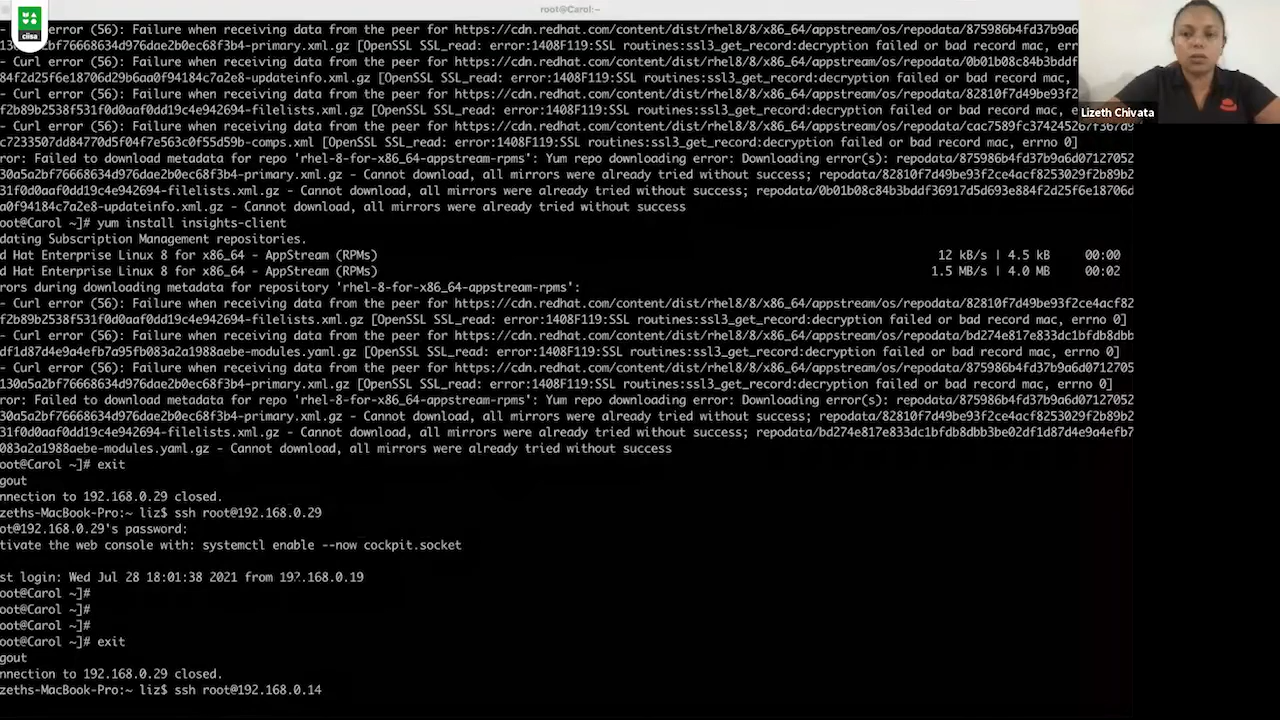 root@Carol:~
clisa
Lizeth Chivata
- Curl error (56): Failure when receiving data from the peer for https://cdn.redhat.com/content/dist/rhel8/8/x86_64/appstream/os/repodata/875986b4fd37b9a6
bf76668634d976dae2b0ec68f3b4-primary.xml.gz [OpenSSL SSL_read: error:1408F119:SSL routines:ssl3_get_record:decryption failed or bad record mac, err
- Curl error (56): Failure when receiving data from the peer for https://cdn.redhat.com/content/dist/rhel8/8/x86_64/appstream/os/repodata/0b01b08c84b3bddf
84f2d25f6e18706d29b6aa0f94184c7a2e8-updateinfo.xml.gz [OpenSSL SSL_read: error:1408F119:SSL routines:ssl3_get_record:decryption failed or bad record mac,
- Curl error (56): Failure when receiving data from the peer for https://cdn.redhat.com/content/dist/rhel8/8/x86_64/appstream/os/repodata/82810f7d49be93f2
f2b89b2538f531f0d0aaf0dd19c4e942694-filelists.xml.gz [OpenSSL SSL_read: error:1408F119:SSL routines:ssl3_get_record:decryption failed or bad record mac, e
- Curl error (56): Failure when receiving data from the peer for https://cdn.redhat.com/content/dist/rhel8/8/x86_64/appstream/os/repodata/cac7589fc374245267f367d9
c7233507dd84770d5f04f7e563c0f55d59b-comps.xml [OpenSSL SSL_read: error:1408F119:SSL routines:ssl3_get_record:decryption failed or bad record mac, errno 0]
ror: Failed to download metadata for repo 'rhel-8-for-x86_64-appstream-rpms': Yum repo downloading error: Downloading error(s): repodata/875986b4fd37b9a6d07127052
30a5a2bf76668634d976dae2b0ec68f3b4-primary.xml.gz - Cannot download, all mirrors were already tried without success; repodata/82810f7d49be93f2ce4acf8253029f2b89b2
31f0d0aaf0dd19c4e942694-filelists.xml.gz - Cannot download, all mirrors were already tried without success; repodata/0b01b08c84b3bddf36917d5d693e884f2d25f6e18706d
a0f94184c7a2e8-updateinfo.xml.gz - Cannot download, all mirrors were already tried without success
oot@Carol ~]# yum install insights-client
dating Subscription Management repositories.
d Hat Enterprise Linux 8 for x86_64 - AppStream (RPMs) 12 kB/s | 4.5 kB 00:00
d Hat Enterprise Linux 8 for x86_64 - AppStream (RPMs) 1.5 MB/s | 4.0 MB 00:02
rors during downloading metadata for repository 'rhel-8-for-x86_64-appstream-rpms':
- Curl error (56): Failure when receiving data from the peer for https://cdn.redhat.com/content/dist/rhel8/8/x86_64/appstream/os/repodata/82810f7d49be93f2ce4acf82
f2b89b2538f531f0d0aaf0dd19c4e942694-filelists.xml.gz [OpenSSL SSL_read: error:1408F119:SSL routines:ssl3_get_record:decryption failed or bad record mac, errno 0]
- Curl error (56): Failure when receiving data from the peer for https://cdn.redhat.com/content/dist/rhel8/8/x86_64/appstream/os/repodata/bd274e817e833dc1bfdb8dbb
df1d87d4e9a4efb7a95fb083a2a1988aebe-modules.yaml.gz [OpenSSL SSL_read: error:1408F119:SSL routines:ssl3_get_record:decryption failed or bad record mac, errno 0]
- Curl error (56): Failure when receiving data from the peer for https://cdn.redhat.com/content/dist/rhel8/8/x86_64/appstream/os/repodata/875986b4fd37b9a6d0712705
130a5a2bf76668634d976dae2b0ec68f3b4-primary.xml.gz [OpenSSL SSL_read: error:1408F119:SSL routines:ssl3_get_record:decryption failed or bad record mac, errno 0]
ror: Failed to download metadata for repo 'rhel-8-for-x86_64-appstream-rpms': Yum repo downloading error: Downloading error(s): repodata/875986b4fd37b9a6d07127052
30a5a2bf76668634d976dae2b0ec68f3b4-primary.xml.gz - Cannot download, all mirrors were already tried without success; repodata/82810f7d49be93f2ce4acf8253029f2b89b2
31f0d0aaf0dd19c4e942694-filelists.xml.gz - Cannot download, all mirrors were already tried without success; repodata/bd274e817e833dc1bfdb8dbb3be02df1d87d4e9a4efb7
083a2a1988aebe-modules.yaml.gz - Cannot download, all mirrors were already tried without success
oot@Carol ~]# exit
gout
nnection to 192.168.0.29 closed.
zeths-MacBook-Pro:~ liz$ ssh root@192.168.0.29
ot@192.168.0.29's password:
tivate the web console with: systemctl enable --now cockpit.socket
st login: Wed Jul 28 18:01:38 2021 from 192.168.0.19
oot@Carol ~]#
oot@Carol ~]#
oot@Carol ~]#
oot@Carol ~]# exit
gout
nnection to 192.168.0.29 closed.
zeths-MacBook-Pro:~ liz$ ssh root@192.168.0.14